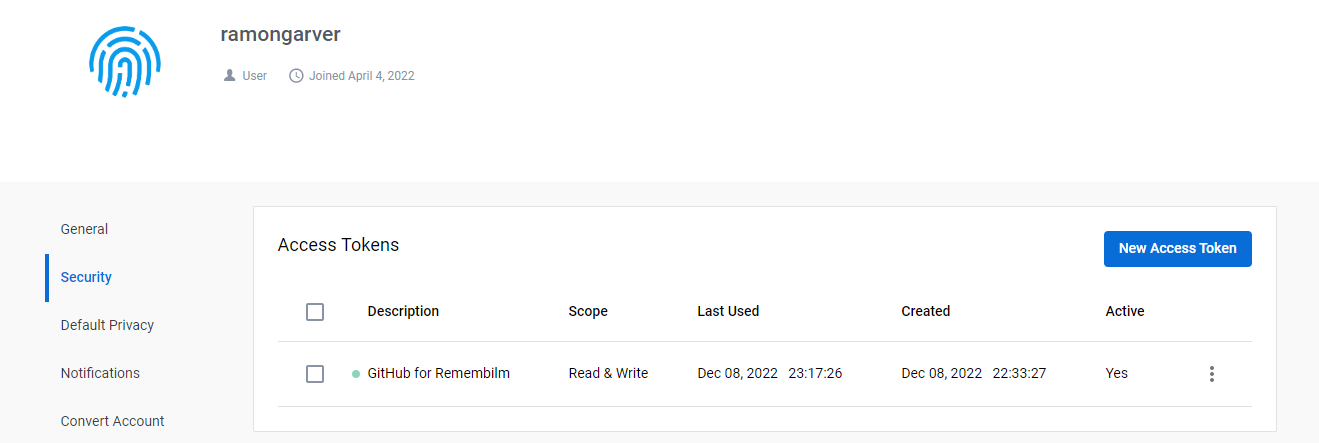 ramongarver
User Joined April 4, 2022
General
Security
Default Privacy
Notifications
Convert Account
Access Tokens
New Access Token
Description Scope Last Used Created Active
GitHub for Remembilm Read & Write Dec 08, 2022 23:17:26 Dec 08, 2022 22:33:27 Yes